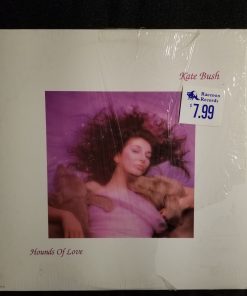 Kate Bush
Raccoon
Records
$7.99
Hounds Of Love